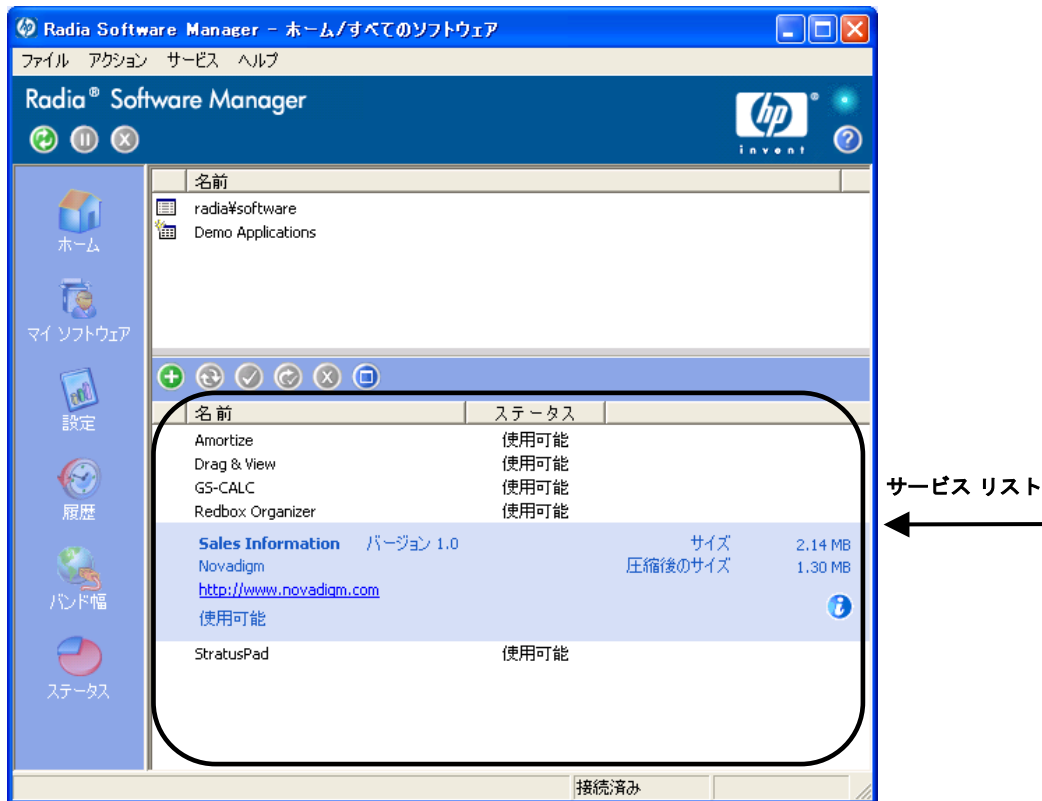 Radia Software Manager - ホーム/すべてのソフトウェア
ファイル アクション サービス ヘルプ
Radia® Software Manager
hp®
invent
名前
radia¥software
Demo Applications
ホーム
マイ ソフトウェア
設定
履歴
バンド幅
ステータス
名前 ステータス
Amortize 使用可能
Drag & View 使用可能
GS-CALC 使用可能
Redbox Organizer 使用可能
Sales Information バージョン 1.0 サイズ 2.14 MB
Novadigm 圧縮後のサイズ 1.30 MB
http://www.novadigm.com
使用可能
StratusPad 使用可能
接続済み
サービス リスト